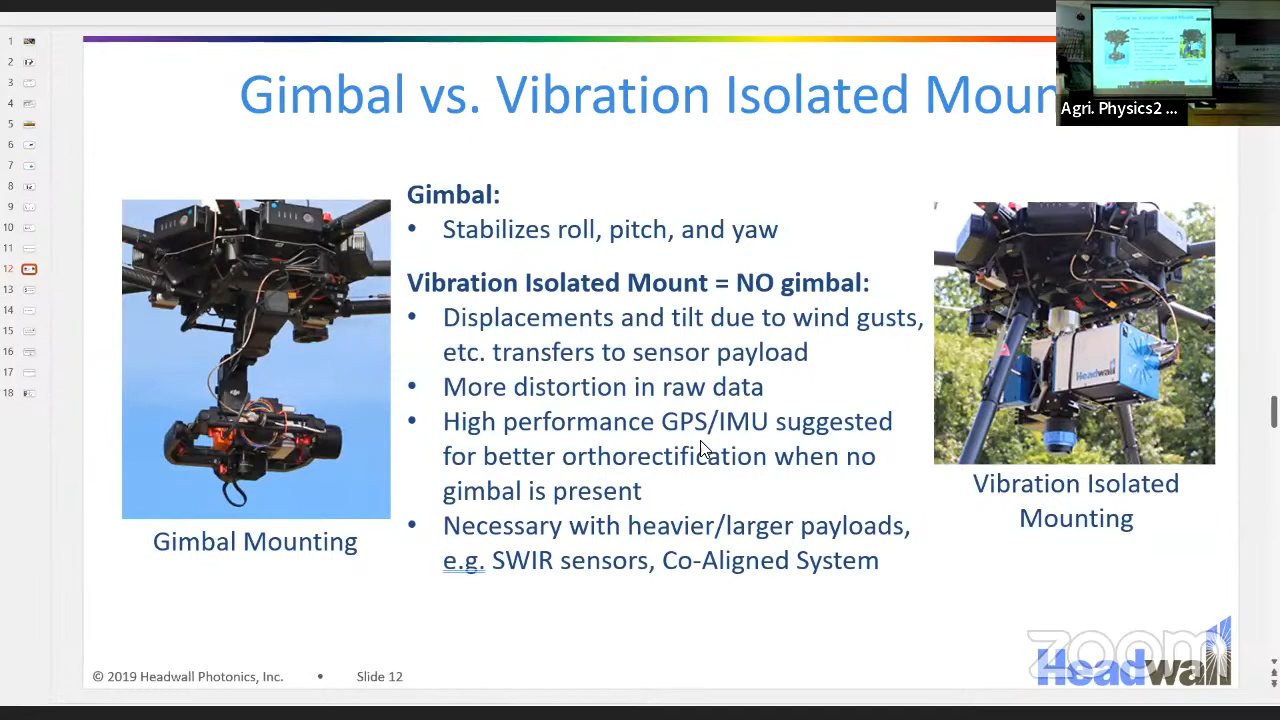 1
2
3
4
5
6
7
8
9
10
11
12
13
14
15
16
17
18
Gimbal vs. Vibration Isolated Moun
Agri. Physics2 ...
Gimbal:
• Stabilizes roll, pitch, and yaw
Vibration Isolated Mount = NO gimbal:
• Displacements and tilt due to wind gusts,
etc. transfers to sensor payload
• More distortion in raw data
• High performance GPS/IMU suggested
for better orthorectification when no
gimbal is present
• Necessary with heavier/larger payloads,
e.g. SWIR sensors, Co-Aligned System
Gimbal Mounting
Headwall
Vibration Isolated
Mounting
© 2019 Headwall Photonics, Inc. • Slide 12
zoom
Headwall